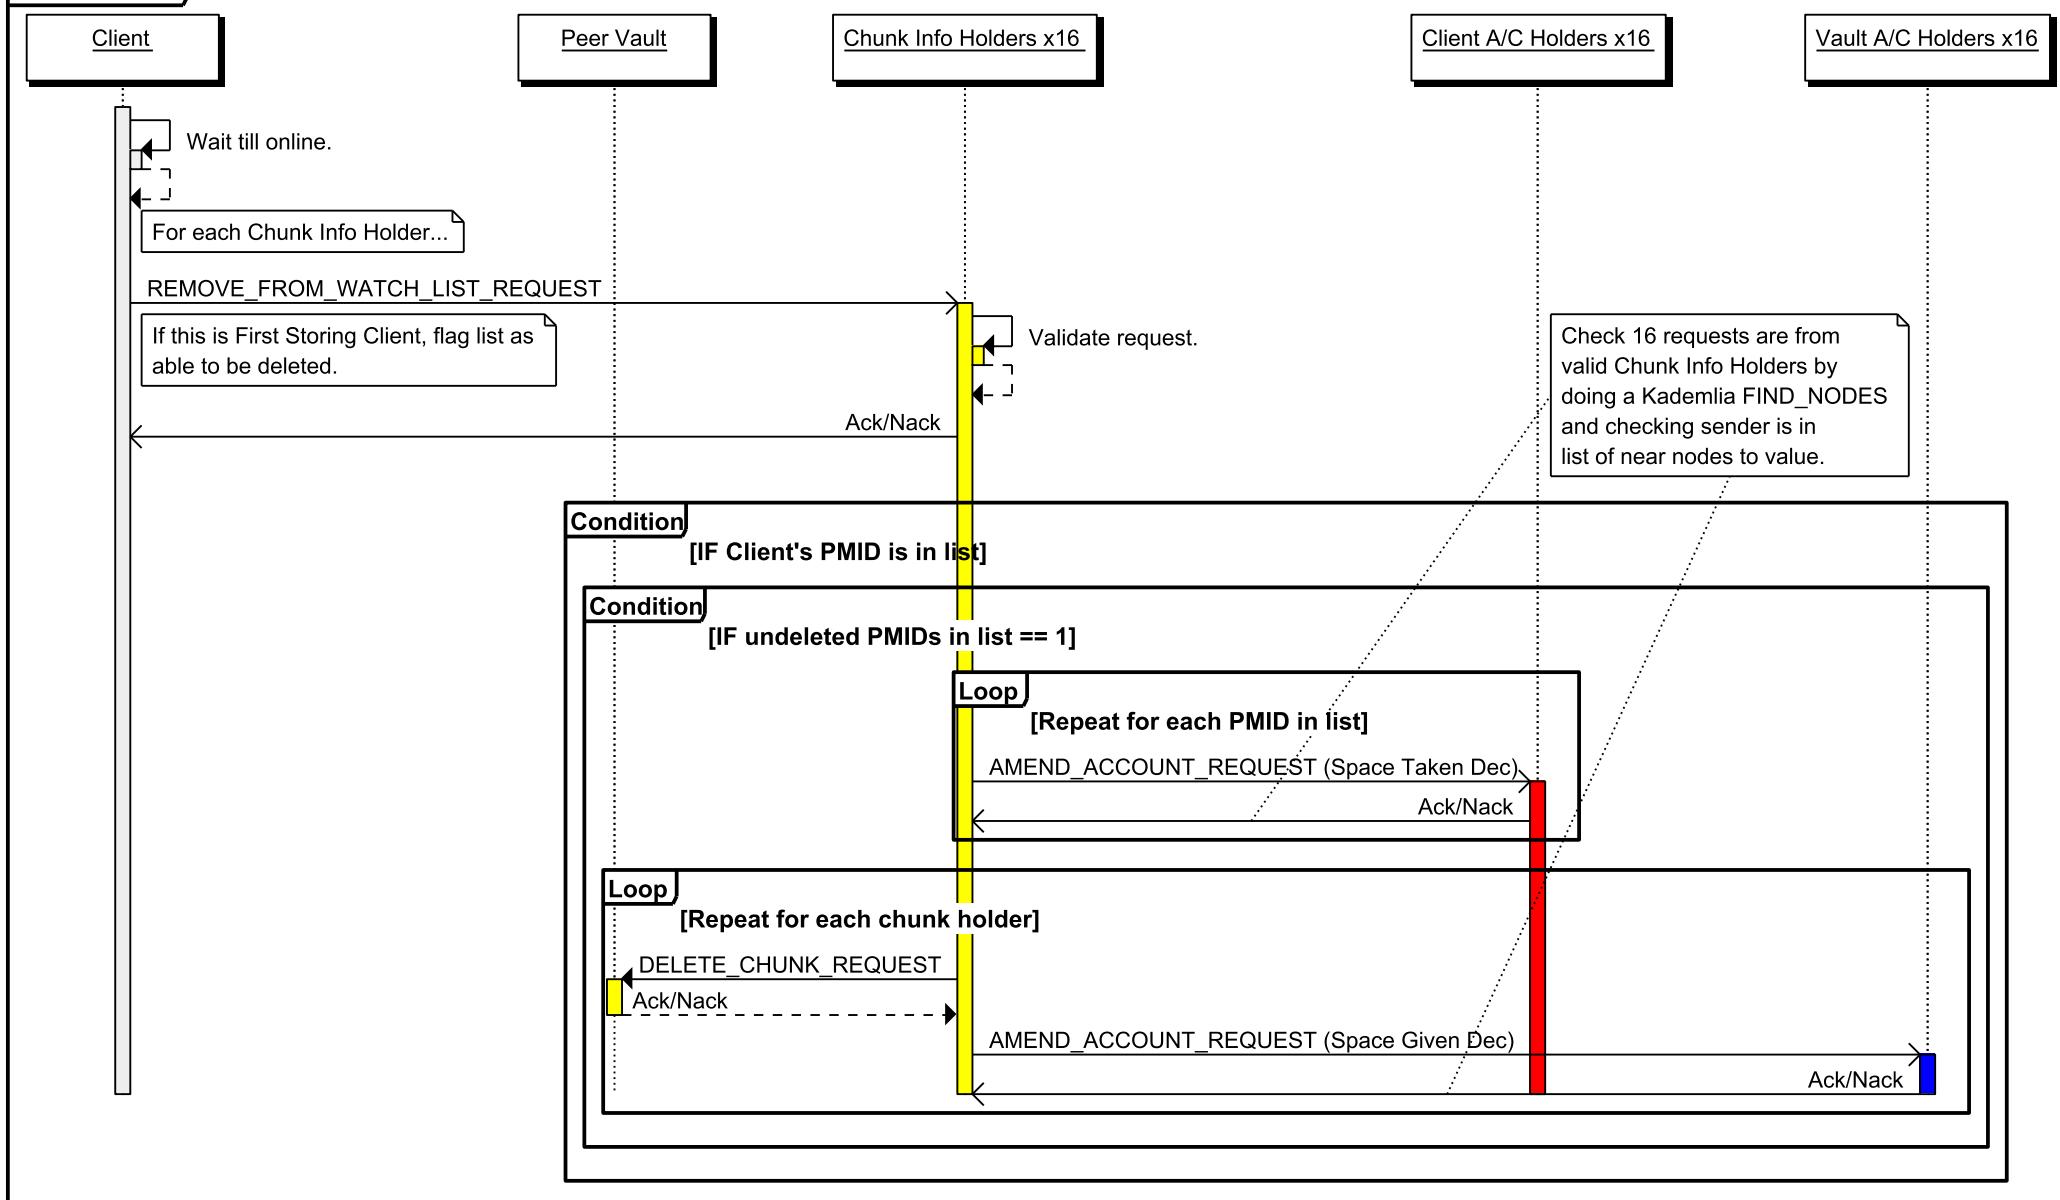 Client
Peer Vault
Chunk Info Holders x16
Client A/C Holders x16
Vault A/C Holders x16
Wait till online.
For each Chunk Info Holder...
REMOVE_FROM_WATCH_LIST_REQUEST
If this is First Storing Client, flag list as
able to be deleted.
Validate request.
Check 16 requests are from
valid Chunk Info Holders by
doing a Kademlia FIND_NODES
and checking sender is in
list of near nodes to value.
Ack/Nack
Condition
[IF Client's PMID is in list]
Condition
[IF undeleted PMIDs in list == 1]
Loop
[Repeat for each PMID in list]
AMEND_ACCOUNT_REQUEST (Space Taken Dec)
Ack/Nack
Loop
[Repeat for each chunk holder]
DELETE_CHUNK_REQUEST
Ack/Nack
AMEND_ACCOUNT_REQUEST (Space Given Dec)
Ack/Nack